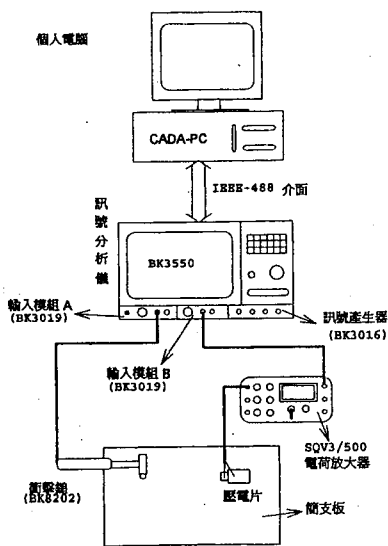 個人電腦
CADA-PC
IEEE-488 介面
訊號分析儀
BK3550
輸入模組 A
(BK3019)
訊號產生器
(BK3016)
輸入模組 B
(BK3019)
SQV3/500
電荷放大器
衝擊鎚
(BK8202)
壓電片
簡支板